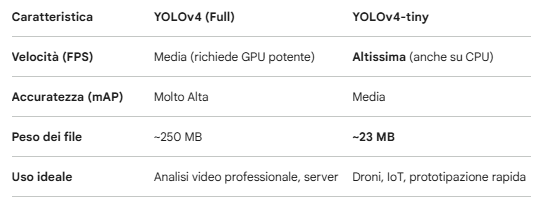 Caratteristica YOLOv4 (Full) YOLOv4-tiny
Velocità (FPS) Media (richiede GPU potente) Altissima (anche su CPU)
Accuratezza (mAP) Molto Alta Media
Peso dei file ~250 MB ~23 MB
Uso ideale Analisi video professionale, server Droni, IoT, prototipazione rapida